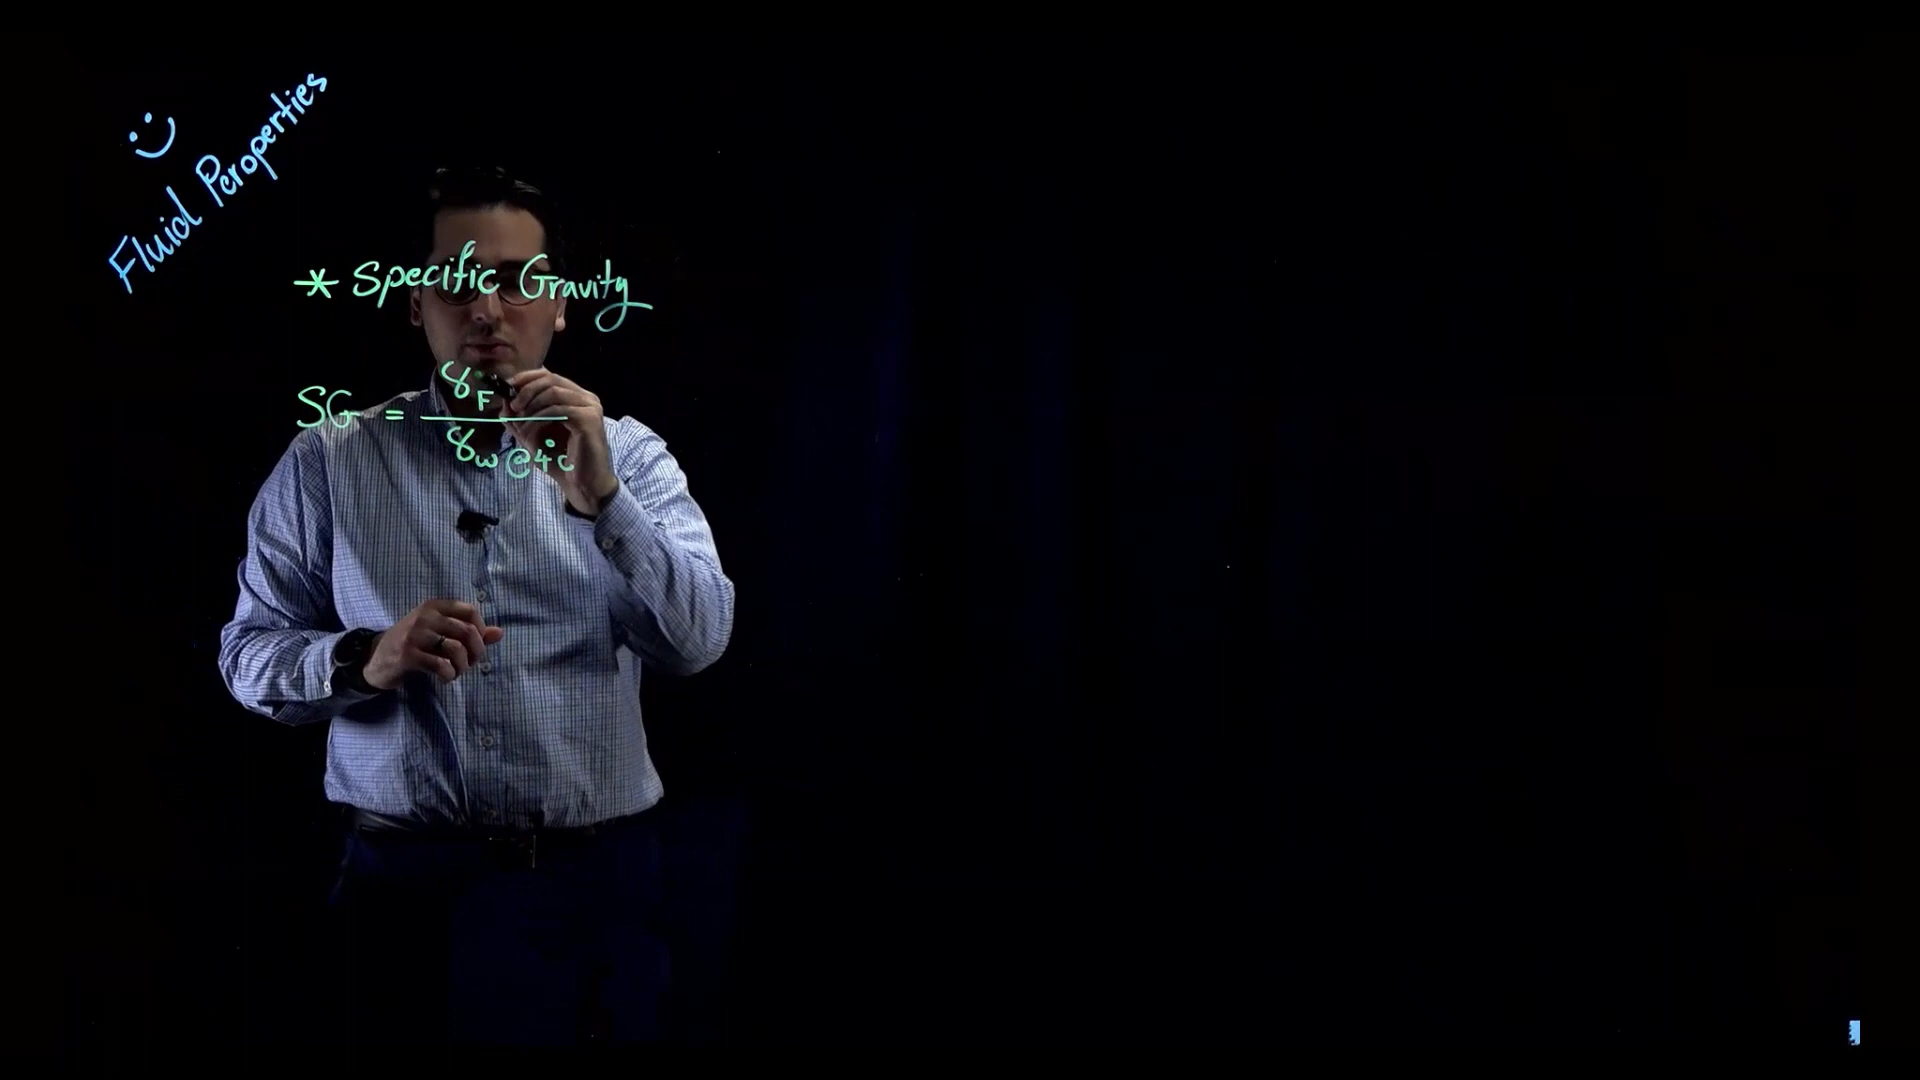 Fluid Peroperties
* Specific Gravity
SG = γF
γw@4°c